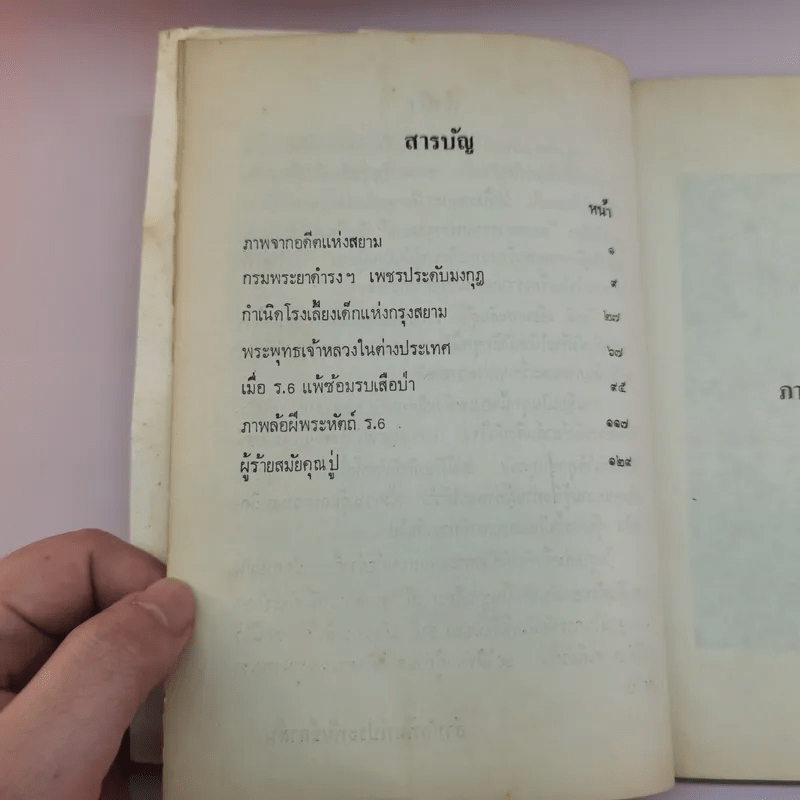 สารบัญ
หน้า
ภาพจากอดีตแห่งสยาม ๑
กรมพระยาดำรงฯ เพชรประดับมงกุฎ ๙
กำเนิดโรงเลี้ยงเด็กแห่งกรุงสยาม ๒๗
พระพุทธเจ้าหลวงในต่างประเทศ ๖๗
เมื่อ ร.6 แพ้ซ้อมรบเสือป่า ๙๕
ภาพล้อฝีพระหัตถ์ ร.6 ๑๑๗
ผู้ร้ายสมัยคุณปู่ ๑๒๙
ภา